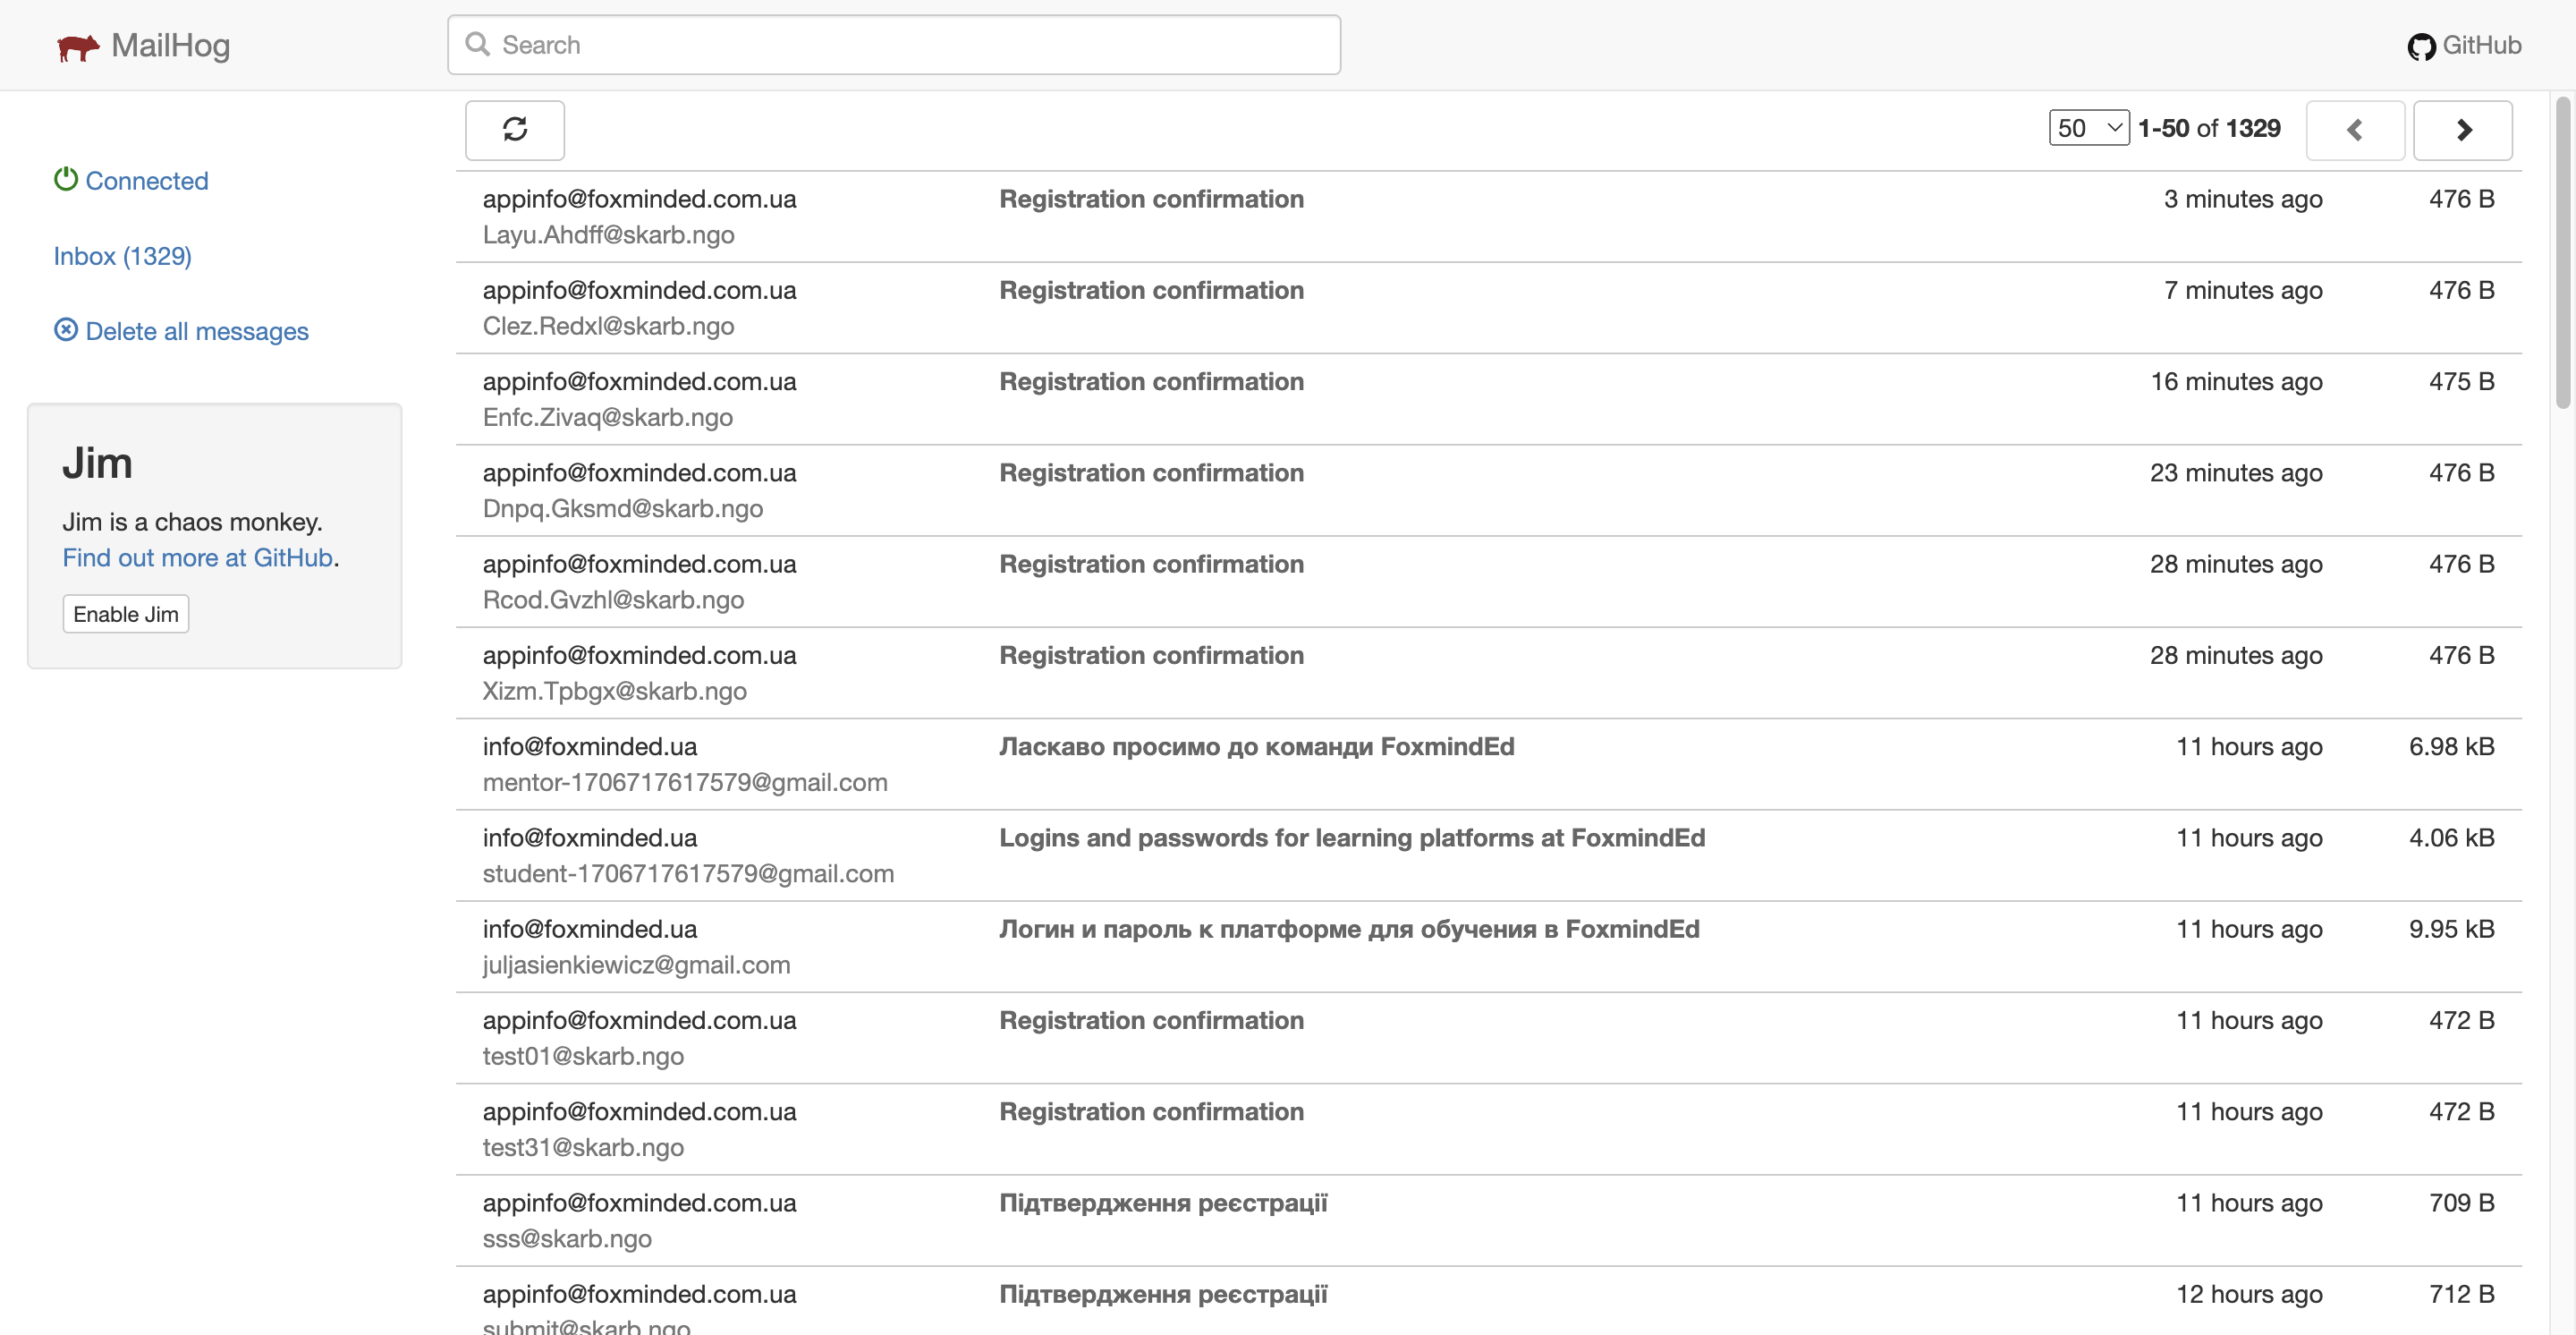 MailHog
Search
GitHub
50 1-50 of 1329
Connected
Inbox (1329)
Delete all messages
Jim
Jim is a chaos monkey.
Find out more at GitHub.
Enable Jim
appinfo@foxminded.com.ua Registration confirmation 3 minutes ago 476 B
Layu.Ahdff@skarb.ngo
appinfo@foxminded.com.ua Registration confirmation 7 minutes ago 476 B
Clez.Redxl@skarb.ngo
appinfo@foxminded.com.ua Registration confirmation 16 minutes ago 475 B
Enfc.Zivaq@skarb.ngo
appinfo@foxminded.com.ua Registration confirmation 23 minutes ago 476 B
Dnpq.Gksmd@skarb.ngo
appinfo@foxminded.com.ua Registration confirmation 28 minutes ago 476 B
Rcod.Gvzhl@skarb.ngo
appinfo@foxminded.com.ua Registration confirmation 28 minutes ago 476 B
Xizm.Tpbgx@skarb.ngo
info@foxminded.ua Ласкаво просимо до команди FoxmindEd 11 hours ago 6.98 kB
mentor-1706717617579@gmail.com
info@foxminded.ua Logins and passwords for learning platforms at FoxmindEd 11 hours ago 4.06 kB
student-1706717617579@gmail.com
info@foxminded.ua Логин и пароль к платформе для обучения в FoxmindEd 11 hours ago 9.95 kB
juljasienkiewicz@gmail.com
appinfo@foxminded.com.ua Registration confirmation 11 hours ago 472 B
test01@skarb.ngo
appinfo@foxminded.com.ua Registration confirmation 11 hours ago 472 B
test31@skarb.ngo
appinfo@foxminded.com.ua Підтвердження реєстрації 11 hours ago 709 B
sss@skarb.ngo
appinfo@foxminded.com.ua Підтвердження реєстрації 12 hours ago 712 B
submit@skarb.ngo